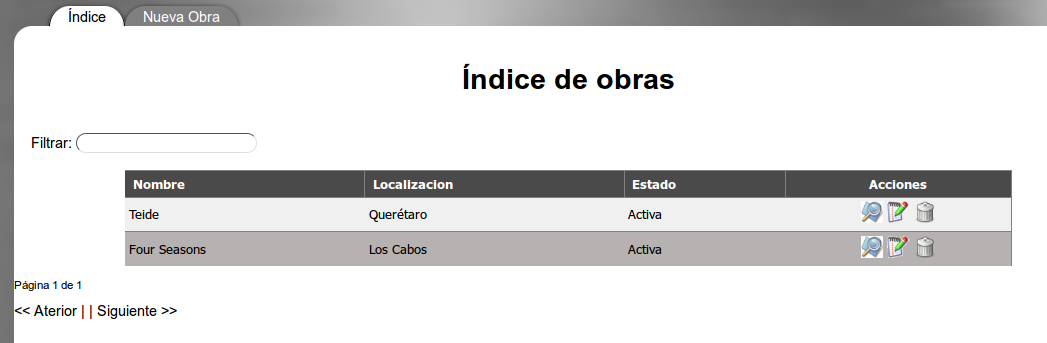 Índice Nueva Obra
Índice de obras
Filtrar:
Nombre Localizacion Estado Acciones
Teide Querétaro Activa
Four Seasons Los Cabos Activa
Página 1 de 1
<< Aterior | | Siguiente >>